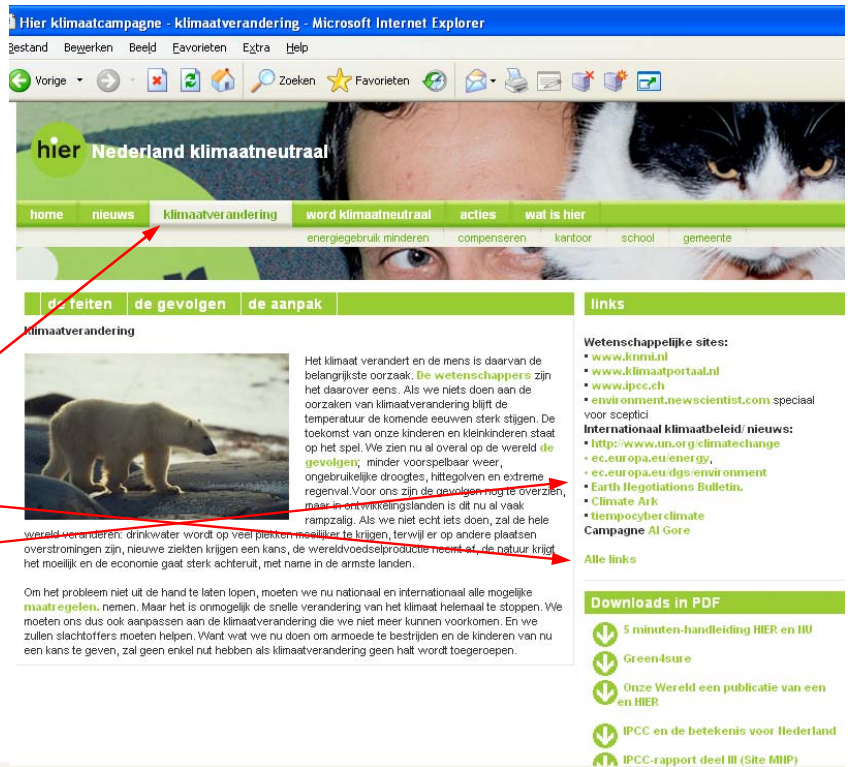 Hier klimaatcampagne - klimaatverandering - Microsoft Internet Explorer
Bestand Bewerken Beeld Favorieten Extra Help
Vorige Zoeken Favorieten
hier Nederland klimaatneutraal
home nieuws klimaatverandering word klimaatneutraal acties wat is hier
energiegebruik minderen compenseren kantoor school gemeente
de feiten de gevolgen de aanpak
klimaatverandering
Het klimaat verandert en de mens is daarvan de
belangrijkste oorzaak. De wetenschappers zijn
het daarover eens. Als we niets doen aan de
oorzaken van klimaatverandering blijft de
temperatuur de komende eeuwen sterk stijgen. De
toekomst van onze kinderen en kleinkinderen staat
op het spel. We zien nu al overal op de wereld de
gevolgen; minder voorspelbaar weer,
ongebruikelijke droogtes, hittegolven en extreme
regenval.Voor ons zijn de gevolgen nog te overzien,
maar in ontwikkelingslanden is dit nu al vaak
rampzalig. Als we niet echt iets doen, zal de hele
wereld veranderen: drinkwater wordt op veel plekken moeilijker te krijgen, terwijl er op andere plaatsen
overstromingen zijn, nieuwe ziekten krijgen een kans, de wereldvoedselproductie neemt af, de natuur krijgt
het moeilijk en de economie gaat sterk achteruit, met name in de armste landen.
Om het probleem niet uit de hand te laten lopen, moeten we nu nationaal en internationaal alle mogelijke
maatregelen. nemen. Maar het is onmogelijk de snelle verandering van het klimaat helemaal te stoppen. We
moeten ons dus ook aanpassen aan de klimaatverandering die we niet meer kunnen voorkomen. En we
zullen slachtoffers moeten helpen. Want wat we nu doen om armoede te bestrijden en de kinderen van nu
een kans te geven, zal geen enkel nut hebben als klimaatverandering geen halt wordt toegeroepen.
links
Wetenschappelijke sites:
▪ www.knmi.nl
▪ www.klimaatportaal.nl
▪ www.ipcc.ch
▪ environment.newscientist.com speciaal
voor sceptici
Internationaal klimaatbeleid/ nieuws:
▪ http://www.un.org/climatechange
▪ ec.europa.eu/energy,
▪ ec.europa.eu/dgs/environment
▪ Earth Negotiations Bulletin.
▪ Climate Ark
▪ tiempocyberclimate
Campagne Al Gore
Alle links
Downloads in PDF
5 minuten-handleiding HIER en NU
Green4sure
Onze Wereld een publicatie van een
en HIER
IPCC en de betekenis voor Nederland
IPCC-rapport deel III (Site MNP)